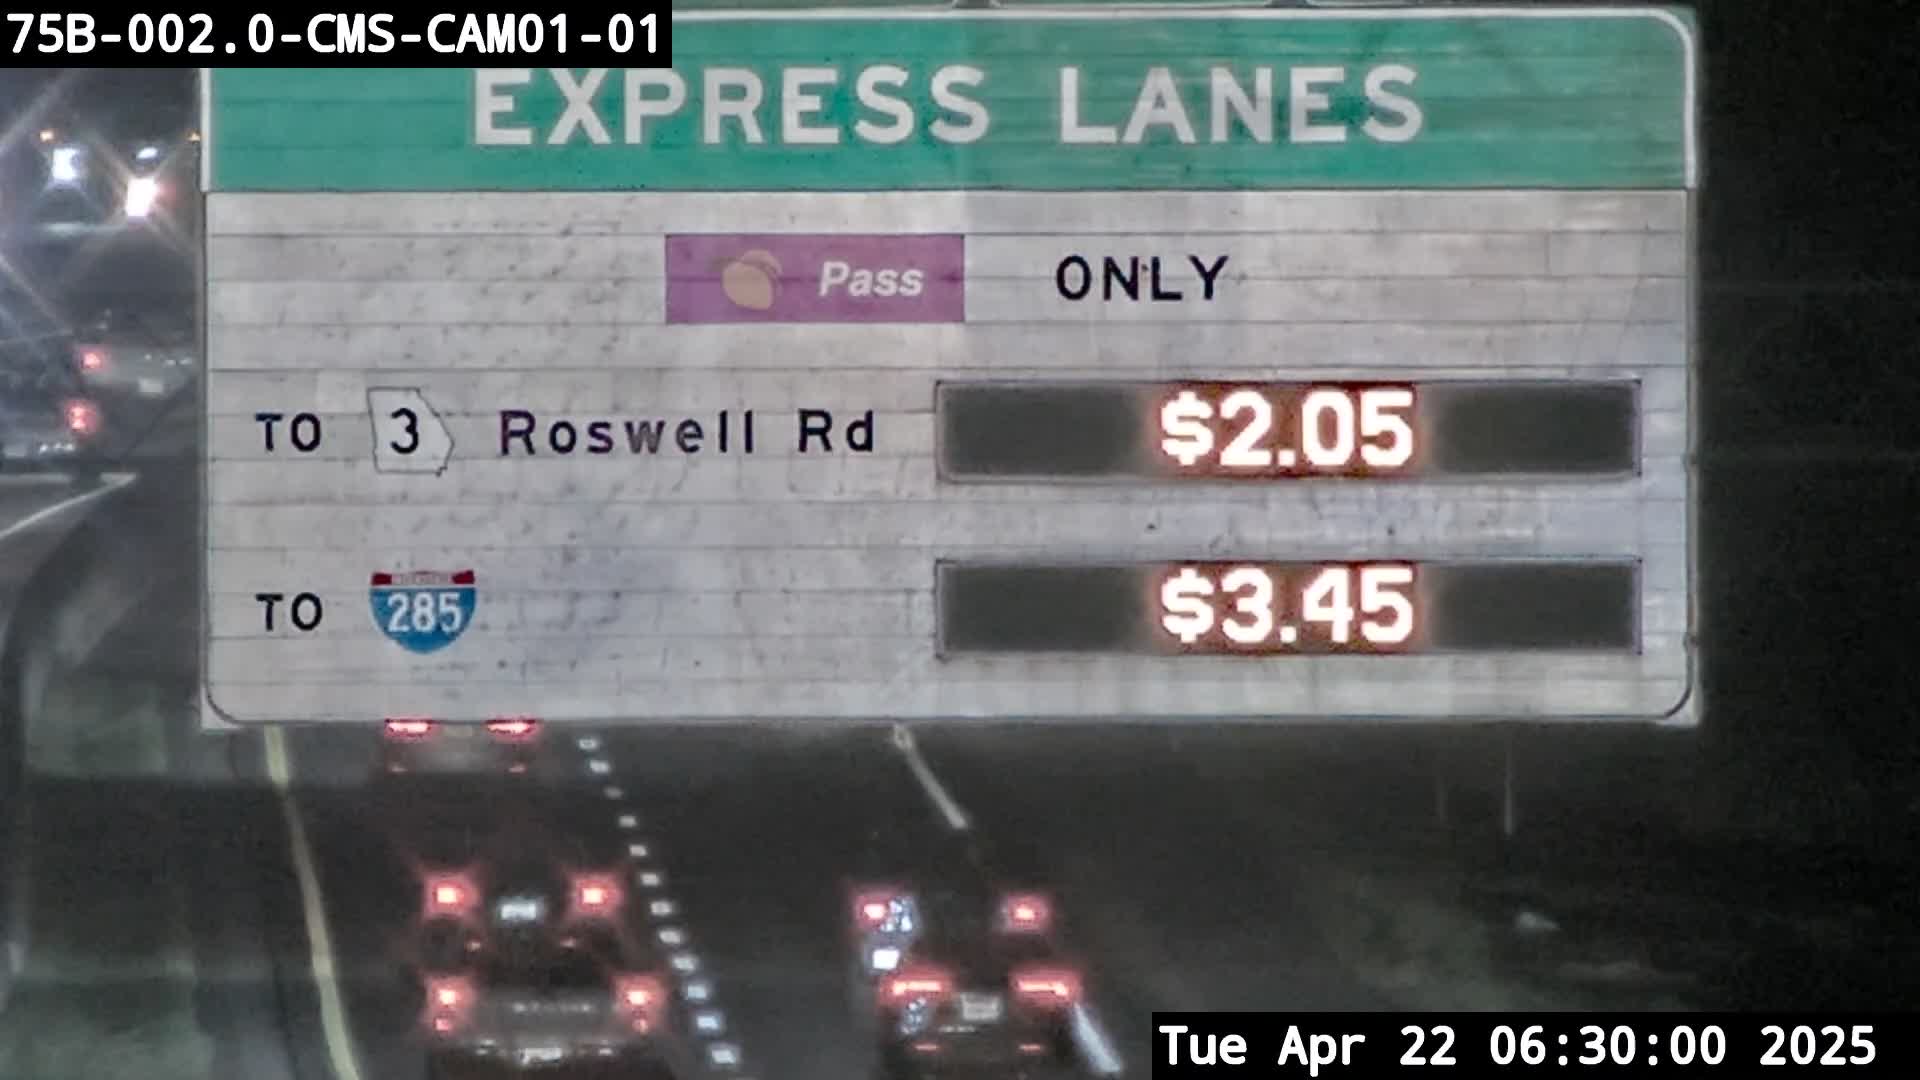 75B-002.0-CMS-CAM01-01
EXPRESS LANES
Pass ONLY
TO 3 Roswell Rd $2.05
TO 285 $3.45
Tue Apr 22 06:30:00 2025